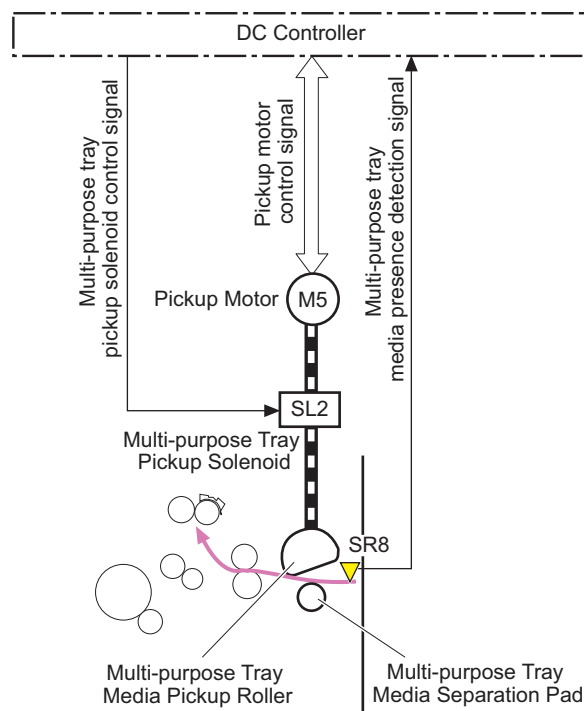 DC Controller
Multi-purpose tray
pickup solenoid control signal
Pickup motor
control signal
Multi-purpose tray
media presence detection signal
Pickup Motor
M5
SL2
Multi-purpose Tray
Pickup Solenoid
SR8
Multi-purpose Tray
Media Pickup Roller
Multi-purpose Tray
Media Separation Pad